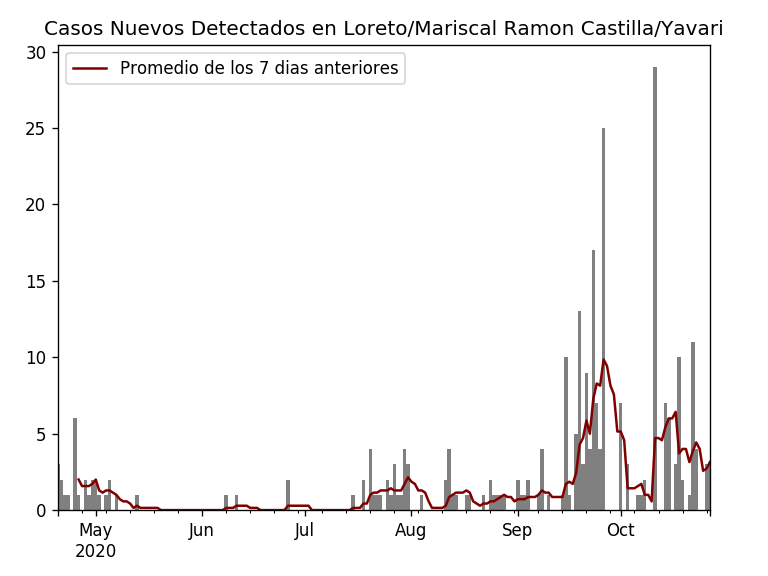 Casos Nuevos Detectados en Loreto/Mariscal Ramon Castilla/Yavari
Promedio de los 7 dias anteriores
30
25
20
15
10
5
0
May Jun Jul Aug Sep Oct
2020